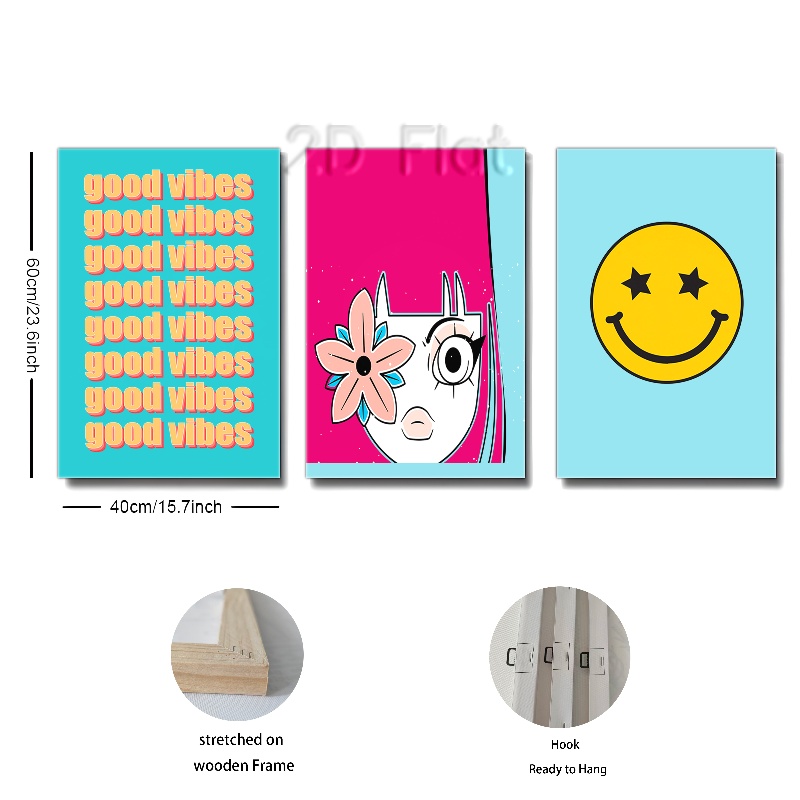 2D Flat
good vibes
good vibes
good vibes
good vibes
good vibes
good vibes
good vibes
good vibes
60cm/23.6inch
40cm/15.7inch
stretched on
wooden Frame
Hook
Ready to Hang